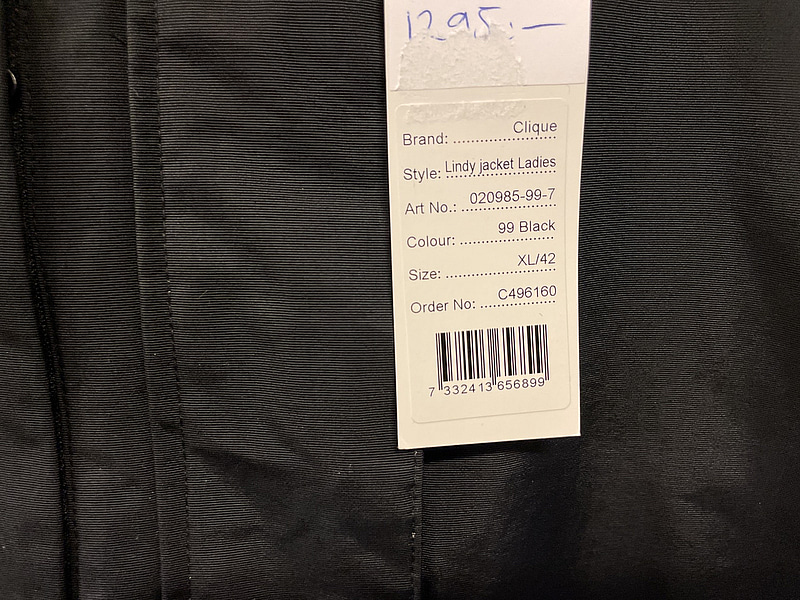 1295:—
Brand: Clique
Style: Lindy jacket Ladies
Art No.: 020985-99-7
Colour: 99 Black
Size: XL/42
Order No: C496160
7 332413 656899